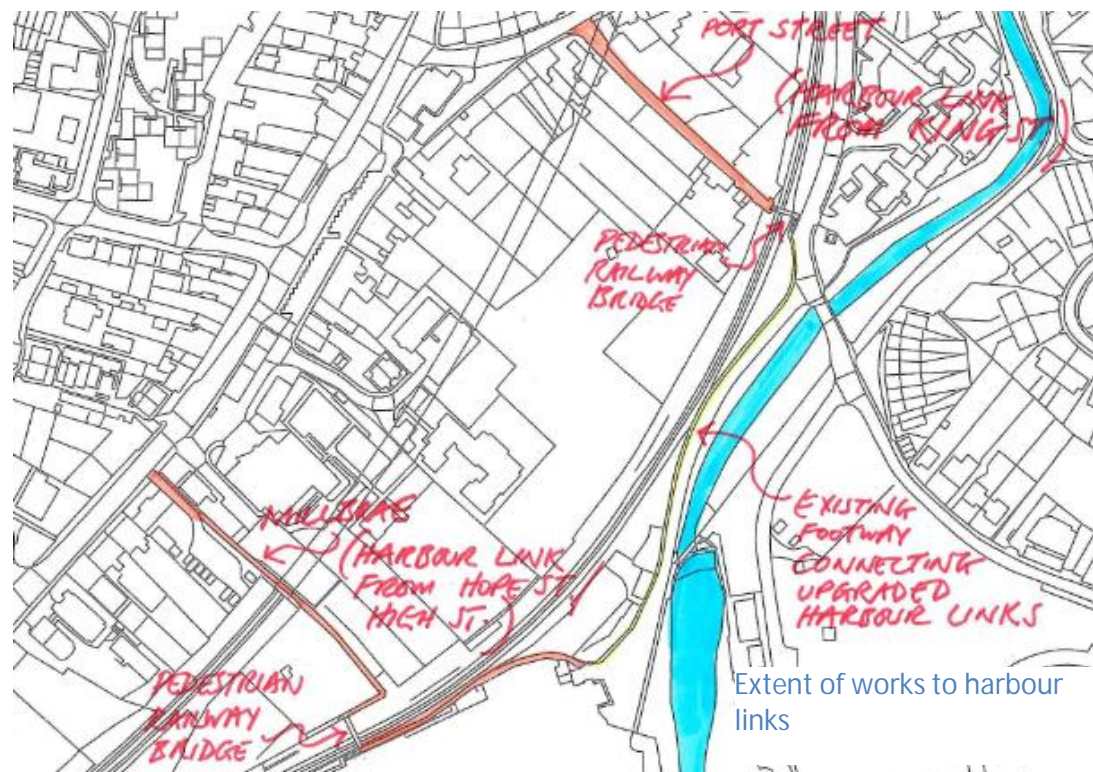 PORT STREET
(HARBOUR LINK
FROM KING ST)
PEDESTRIAN
RAILWAY
BRIDGE
EXISTING
FOOTWAY
CONNECTING
UPGRADED
HARBOUR LINKS
MILLBRAE
(HARBOUR LINK
FROM HOPE ST/
HIGH ST.)
PEDESTRIAN
RAILWAY
BRIDGE
Extent of works to harbour
links